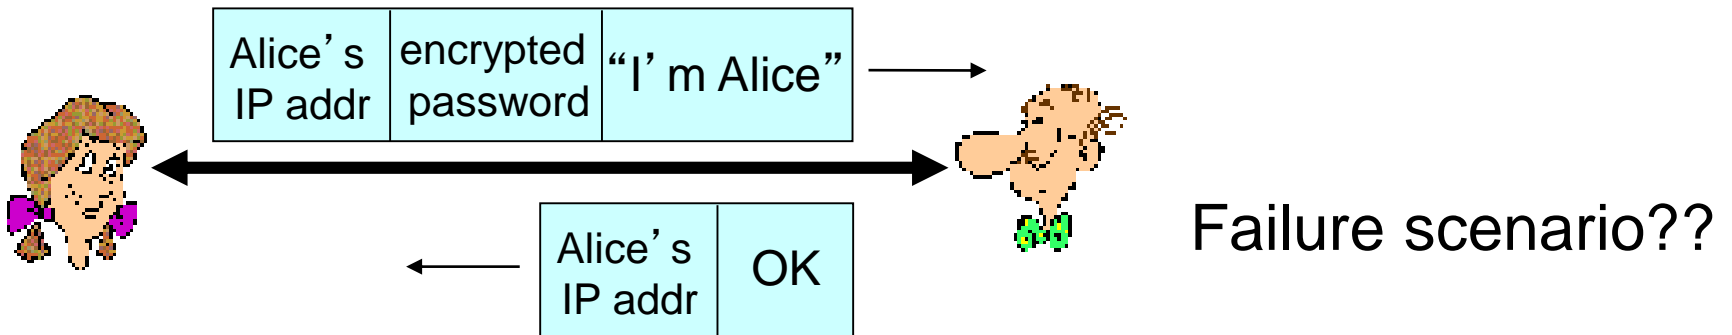 Alice’s
IP addr
encrypted
password
“I’m Alice”
Alice’s
IP addr
OK
Failure scenario??